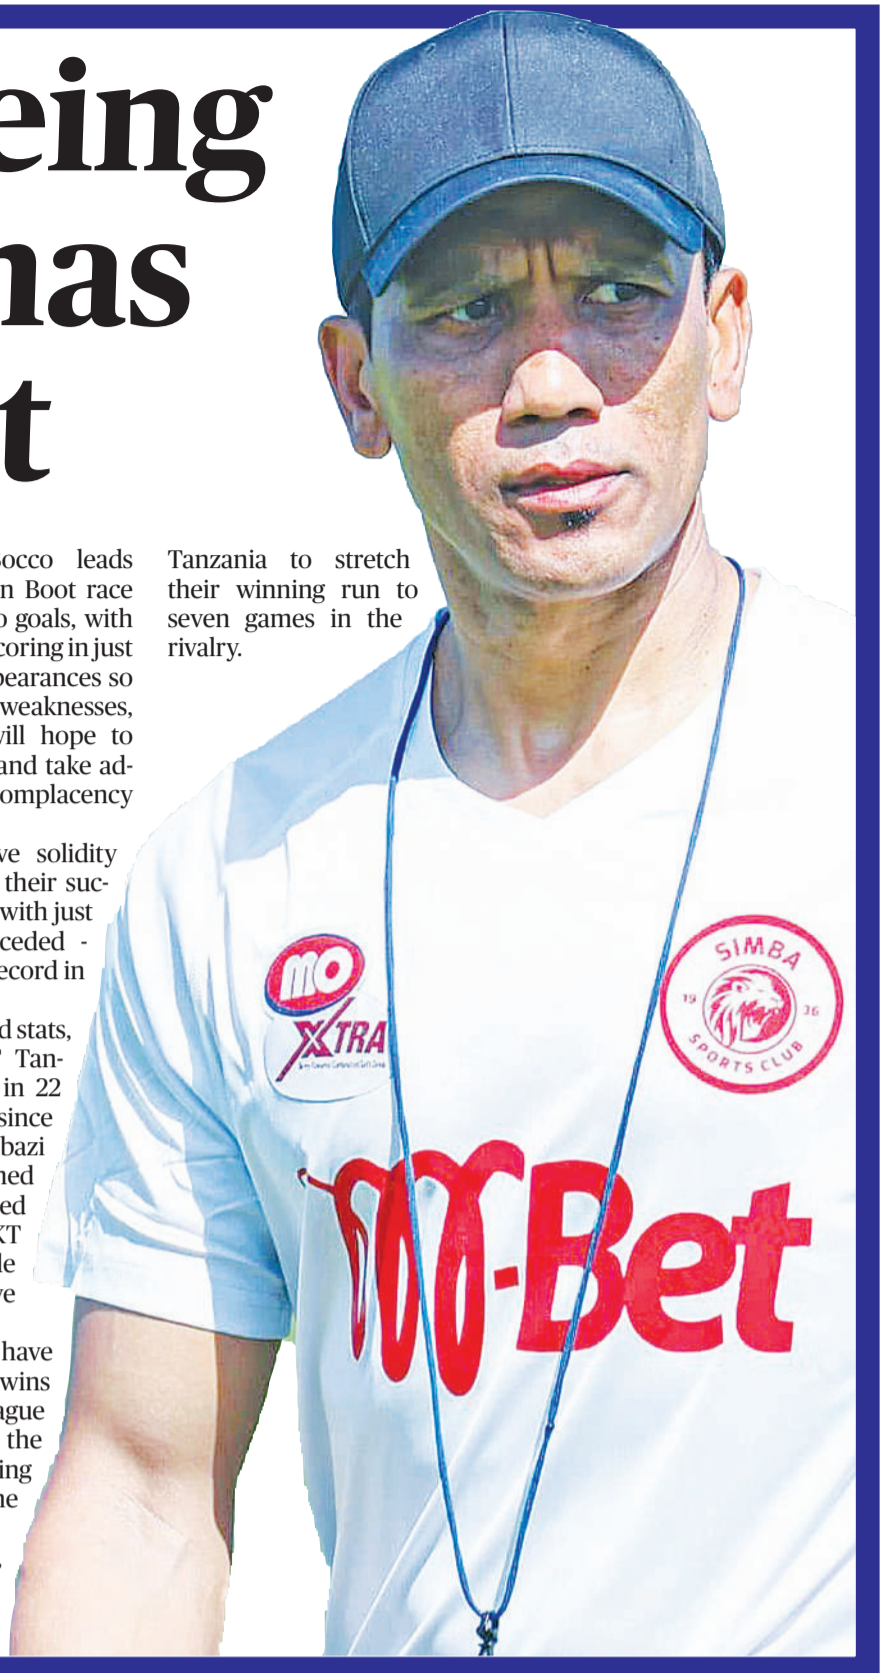 eing
nas
t
Bocco leads
n Boot race
o goals, with
coring in just
pearances so
weaknesses,
will hope to
and take ad-
omplacency
ve solidity
their suc-
with just
ceded -
ecord in
d stats,
Tan-
in 22
since
bazi
ned
ed
KT
le
ve
have
wins
ague
the
ing
ne
Tanzania to stretch
their winning run to
seven games in the
rivalry.
MO
XTRA
SIMBA
19 36
SPORTS CLUB
M-Bet